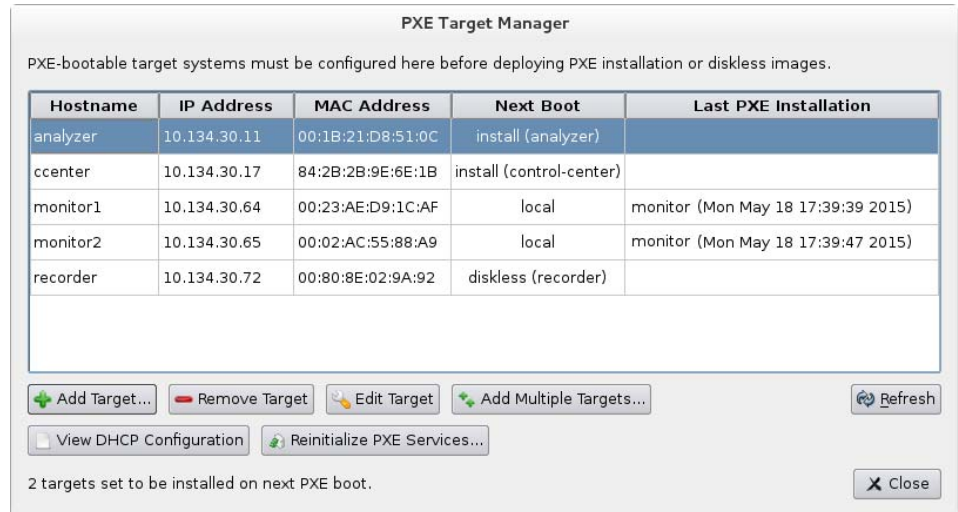 PXE Target Manager
PXE-bootable target systems must be configured here before deploying PXE installation or diskless images.
Hostname IP Address MAC Address Next Boot Last PXE Installation
analyzer 10.134.30.11 00:1B:21:D8:51:0C install (analyzer)
ccenter 10.134.30.17 84:2B:2B:9E:6E:1B install (control-center)
monitor1 10.134.30.64 00:23:AE:D9:1C:AF local monitor (Mon May 18 17:39:39 2015)
monitor2 10.134.30.65 00:02:AC:55:88:A9 local monitor (Mon May 18 17:39:47 2015)
recorder 10.134.30.72 00:80:8E:02:9A:92 diskless (recorder)
Add Target... Remove Target Edit Target Add Multiple Targets... Refresh
View DHCP Configuration Reinitialize PXE Services...
2 targets set to be installed on next PXE boot. Close